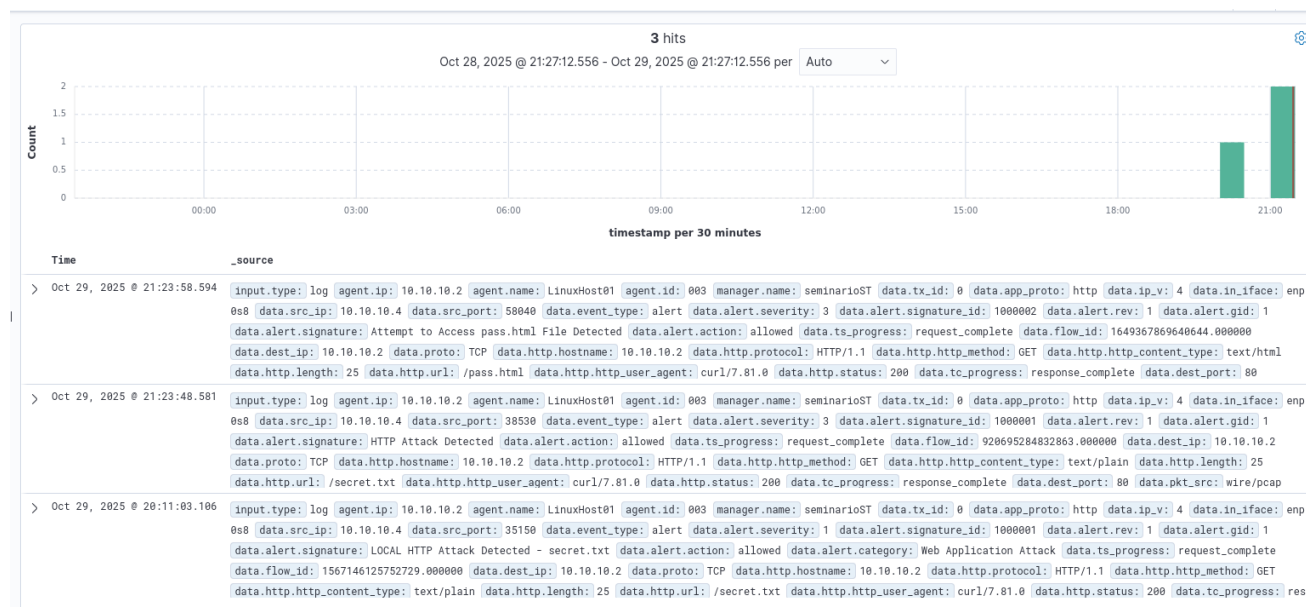 3 hits
Oct 28, 2025 @ 21:27:12.556 - Oct 29, 2025 @ 21:27:12.556 per Auto
Count
2
1.5
1
0.5
0
00:00 03:00 06:00 09:00 12:00 15:00 18:00 21:00
timestamp per 30 minutes
Time _source
Oct 29, 2025 @ 21:23:58.594 input.type: log agent.ip: 10.10.10.2 agent.name: LinuxHost01 agent.id: 003 manager.name: seminarioST data.tx_id: 0 data.app_proto: http data.ip_v: 4 data.in_iface: enp
0s8 data.src_ip: 10.10.10.4 data.src_port: 58040 data.event_type: alert data.alert.severity: 3 data.alert.signature_id: 1000002 data.alert.rev: 1 data.alert.gid: 1
data.alert.signature: Attempt to Access pass.html File Detected data.alert.action: allowed data.ts_progress: request_complete data.flow_id: 1649367869640644.000000
data.dest_ip: 10.10.10.2 data.proto: TCP data.http.hostname: 10.10.10.2 data.http.protocol: HTTP/1.1 data.http.http_method: GET data.http.http_content_type: text/html
data.http.length: 25 data.http.url: /pass.html data.http.http_user_agent: curl/7.81.0 data.http.status: 200 data.tc_progress: response_complete data.dest_port: 80
Oct 29, 2025 @ 21:23:48.581 input.type: log agent.ip: 10.10.10.2 agent.name: LinuxHost01 agent.id: 003 manager.name: seminarioST data.tx_id: 0 data.app_proto: http data.ip_v: 4 data.in_iface: enp
0s8 data.src_ip: 10.10.10.4 data.src_port: 38530 data.event_type: alert data.alert.severity: 3 data.alert.signature_id: 1000001 data.alert.rev: 1 data.alert.gid: 1
data.alert.signature: HTTP Attack Detected data.alert.action: allowed data.ts_progress: request_complete data.flow_id: 920695284832863.000000 data.dest_ip: 10.10.10.2
data.proto: TCP data.http.hostname: 10.10.10.2 data.http.protocol: HTTP/1.1 data.http.http_method: GET data.http.http_content_type: text/plain data.http.length: 25
data.http.url: /secret.txt data.http.http_user_agent: curl/7.81.0 data.http.status: 200 data.tc_progress: response_complete data.dest_port: 80 data.pkt_src: wire/pcap
Oct 29, 2025 @ 20:11:03.106 input.type: log agent.ip: 10.10.10.2 agent.name: LinuxHost01 agent.id: 003 manager.name: seminarioST data.tx_id: 0 data.app_proto: http data.ip_v: 4 data.in_iface: enp
0s8 data.src_ip: 10.10.10.4 data.src_port: 35150 data.event_type: alert data.alert.severity: 1 data.alert.signature_id: 1000001 data.alert.rev: 1 data.alert.gid: 1
data.alert.signature: LOCAL HTTP Attack Detected - secret.txt data.alert.action: allowed data.alert.category: Web Application Attack data.ts_progress: request_complete
data.flow_id: 1567146125752729.000000 data.dest_ip: 10.10.10.2 data.proto: TCP data.http.hostname: 10.10.10.2 data.http.protocol: HTTP/1.1 data.http.http_method: GET
data.http.http_content_type: text/plain data.http.length: 25 data.http.url: /secret.txt data.http.http_user_agent: curl/7.81.0 data.http.status: 200 data.tc_progress: res